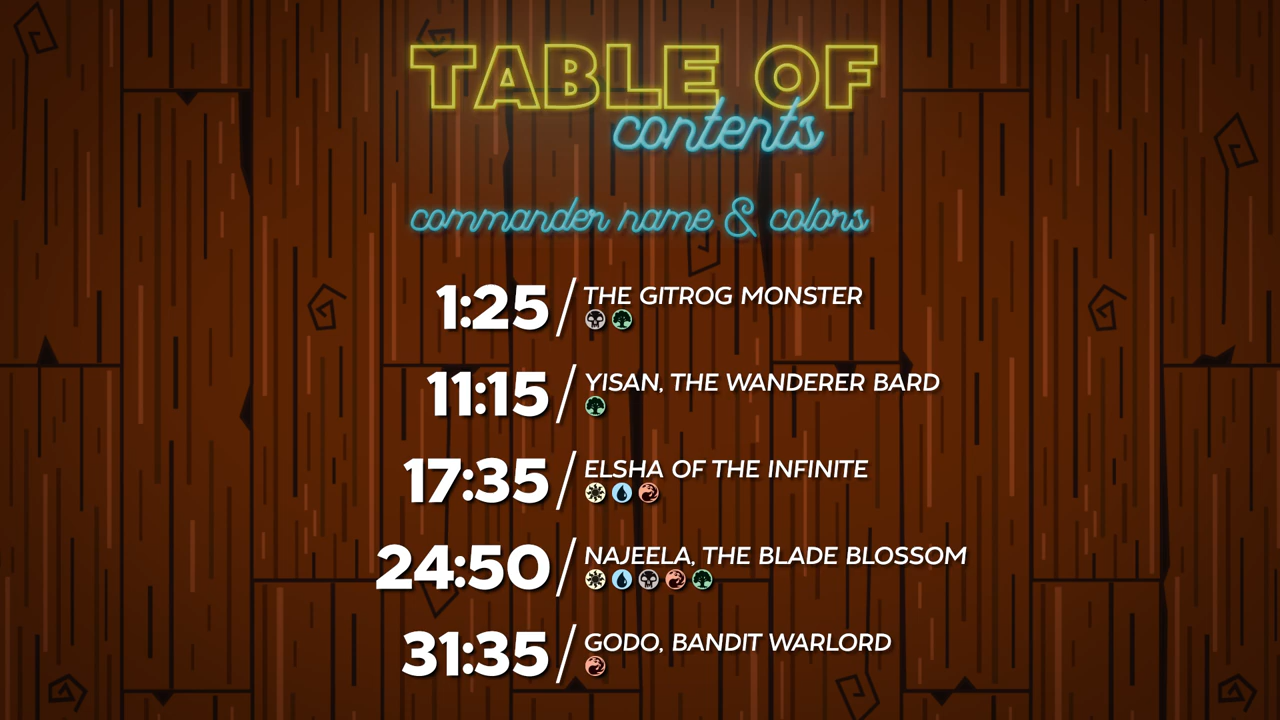 TABLE OF
contents
commander name & colors
1:25 / THE GITROG MONSTER
11:15 / YISAN, THE WANDERER BARD
17:35 / ELSHA OF THE INFINITE
24:50 / NAJEELA, THE BLADE BLOSSOM
31:35 / GODO, BANDIT WARLORD